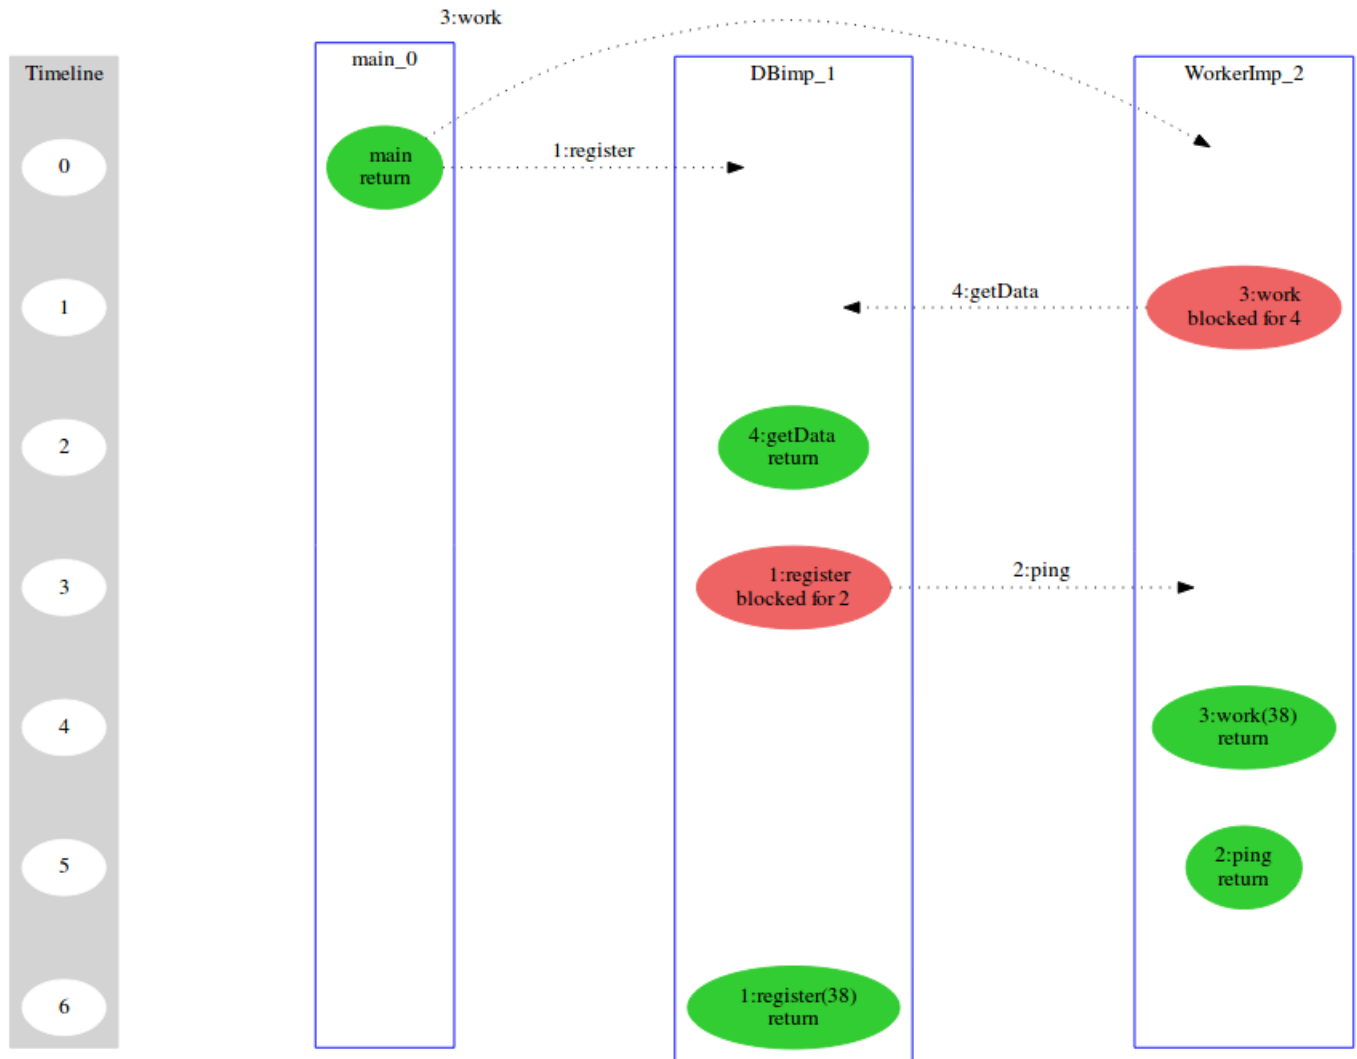 3:work
main_0
Timeline
DBimp_1
WorkerImp_2
0
main
return
1:register
1
4:getData
3:work
blocked for 4
2
4:getData
return
3
1:register
blocked for 2
2:ping
4
3:work(38)
return
5
2:ping
return
6
1:register(38)
return